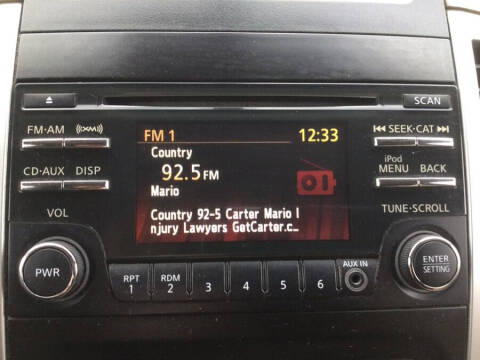 SCAN
FM·AM
(XM)
SEEK·CAT
CD·AUX
DISP
iPod
MENU
BACK
VOL
TUNE·SCROLL
FM 1
12:33
Country
92.5 FM
Mario
Country 92-5 Carter Mario I
njury Lawyers GetCarter.c…
PWR
RPT
1
RDM
2
3
4
5
6
AUX IN
ENTER
SETTING